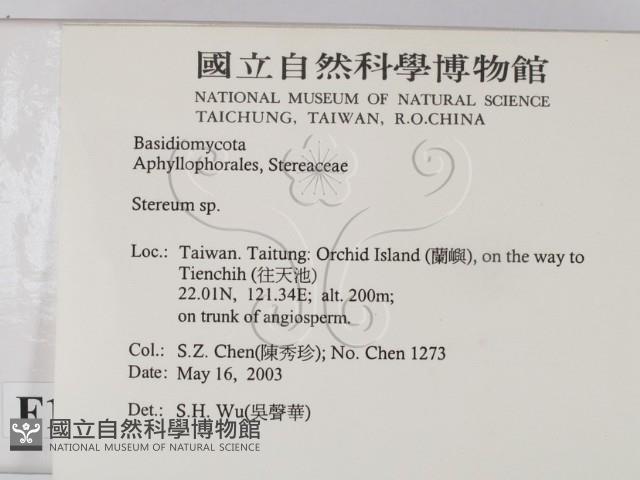 國立自然科學博物館
NATIONAL MUSEUM OF NATURAL SCIENCE
TAICHUNG, TAIWAN, R.O.CHINA
Basidiomycota
Aphyllophorales, Stereaceae
Stereum sp.
Loc.: Taiwan. Taitung: Orchid Island (蘭嶼), on the way to
Tienchih (往天池)
22.01N, 121.34E; alt. 200m;
on trunk of angiosperm.
Col.: S.Z. Chen(陳秀珍); No. Chen 1273
Date: May 16, 2003
Det.: S.H. Wu(吳聲華)
國立自然科學博物館
NATIONAL MUSEUM OF NATURAL SCIENCE